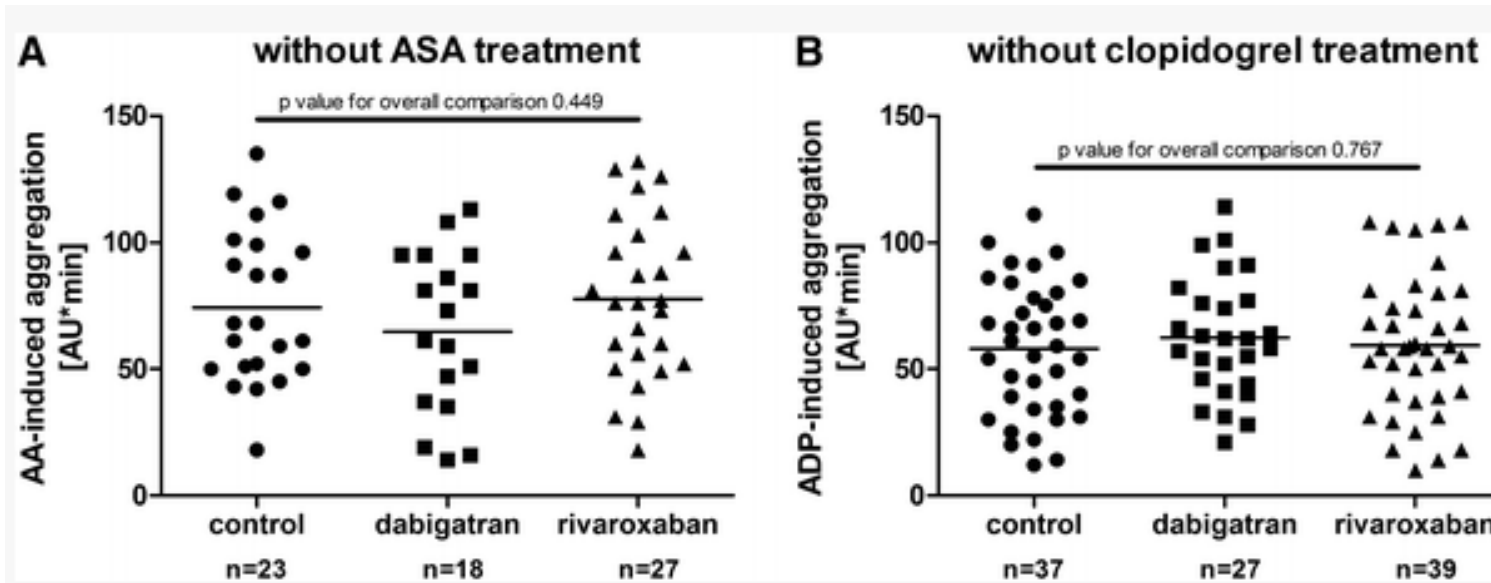 A without ASA treatment
p value for overall comparison 0.449
AA-induced aggregation
[AU*min]
150
100
50
0
control dabigatran rivaroxaban
n=23 n=18 n=27
B without clopidogrel treatment
p value for overall comparison 0.767
ADP-induced aggregation
[AU*min]
150
100
50
0
control dabigatran rivaroxaban
n=37 n=27 n=39